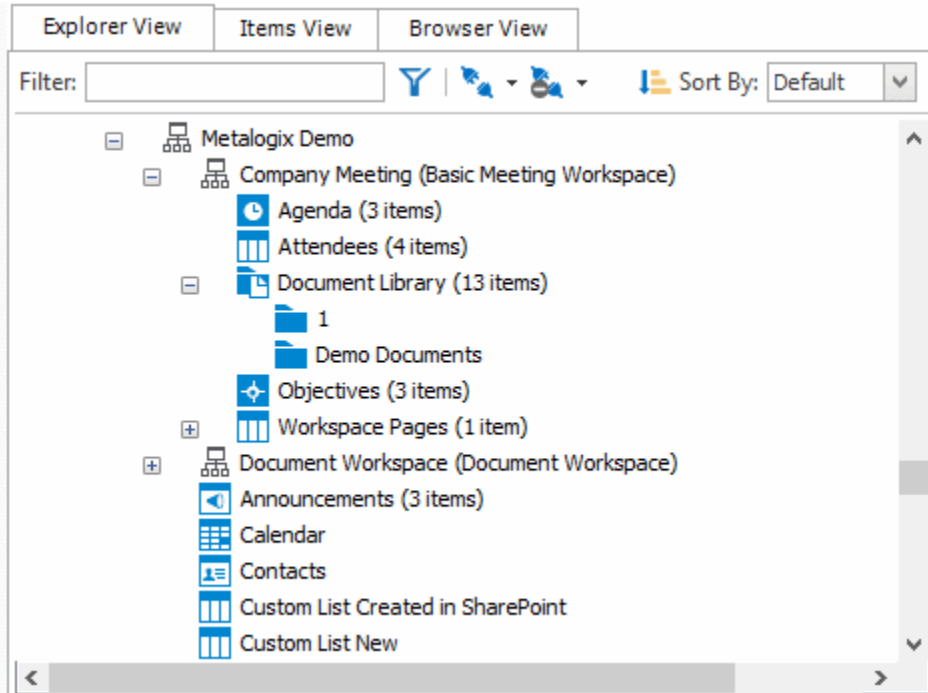 Explorer View Items View Browser View
Filter: Sort By: Default
Metalogix Demo
Company Meeting (Basic Meeting Workspace)
Agenda (3 items)
Attendees (4 items)
Document Library (13 items)
1
Demo Documents
Objectives (3 items)
Workspace Pages (1 item)
Document Workspace (Document Workspace)
Announcements (3 items)
Calendar
Contacts
Custom List Created in SharePoint
Custom List New